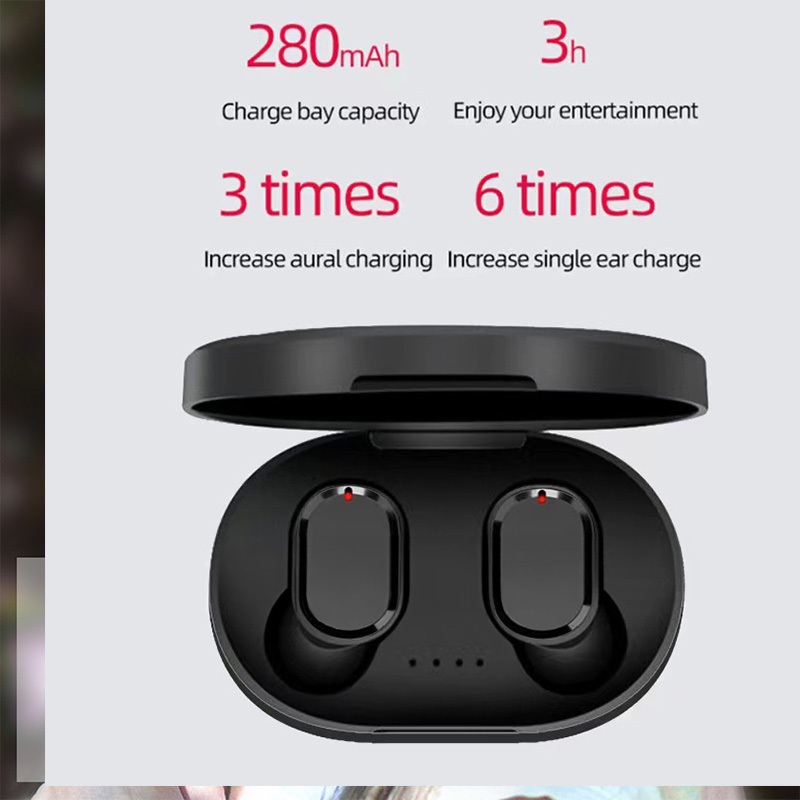 280mAh
3h
Charge bay capacity
Enjoy your entertainment
3 times
6 times
Increase aural charging
Increase single ear charge